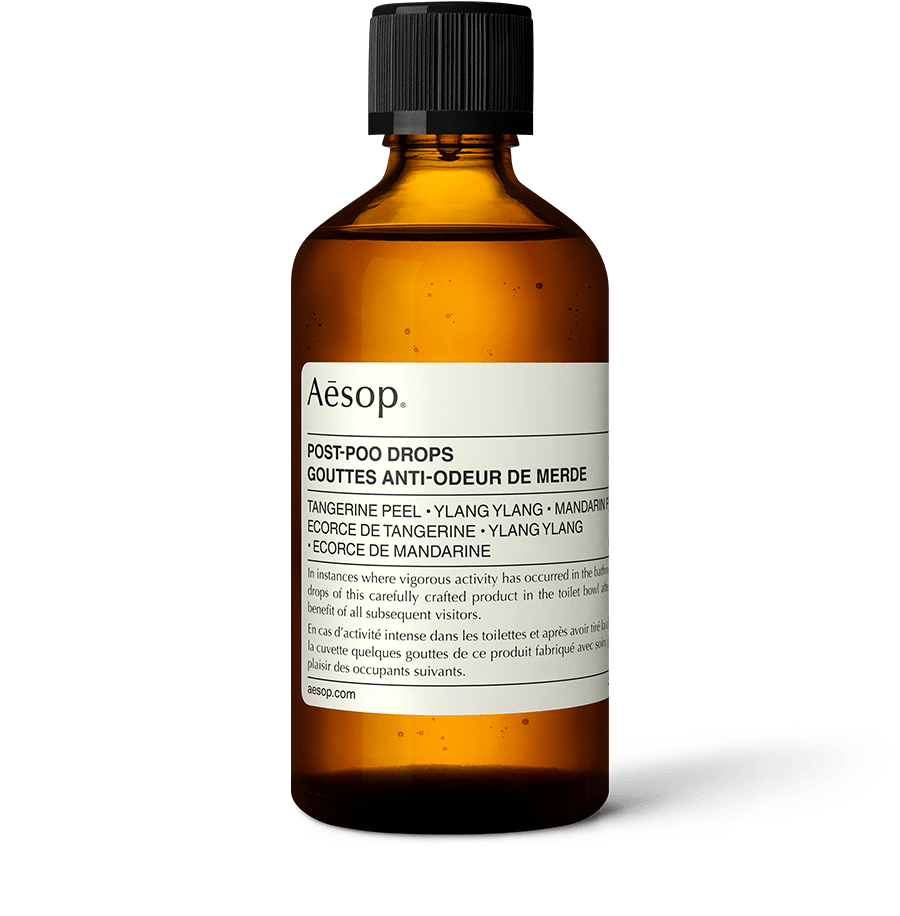 Aēsop®
POST-POO DROPS
GOUTTES ANTI-ODEUR DE MERDE
TANGERINE PEEL • YLANG YLANG • MANDARIN
ECORCE DE TANGERINE • YLANG YLANG
• ECORCE DE MANDARINE
In instances where vigorous activity has occurred in the
drops of this carefully crafted product in the toilet bowl
benefit of all subsequent visitors.
En cas d'activité intense dans les toilettes et après avoir tiré la
la cuvette quelques gouttes de ce produit fabriqué avec soin,
plaisir des occupants suivants.
aesop.com